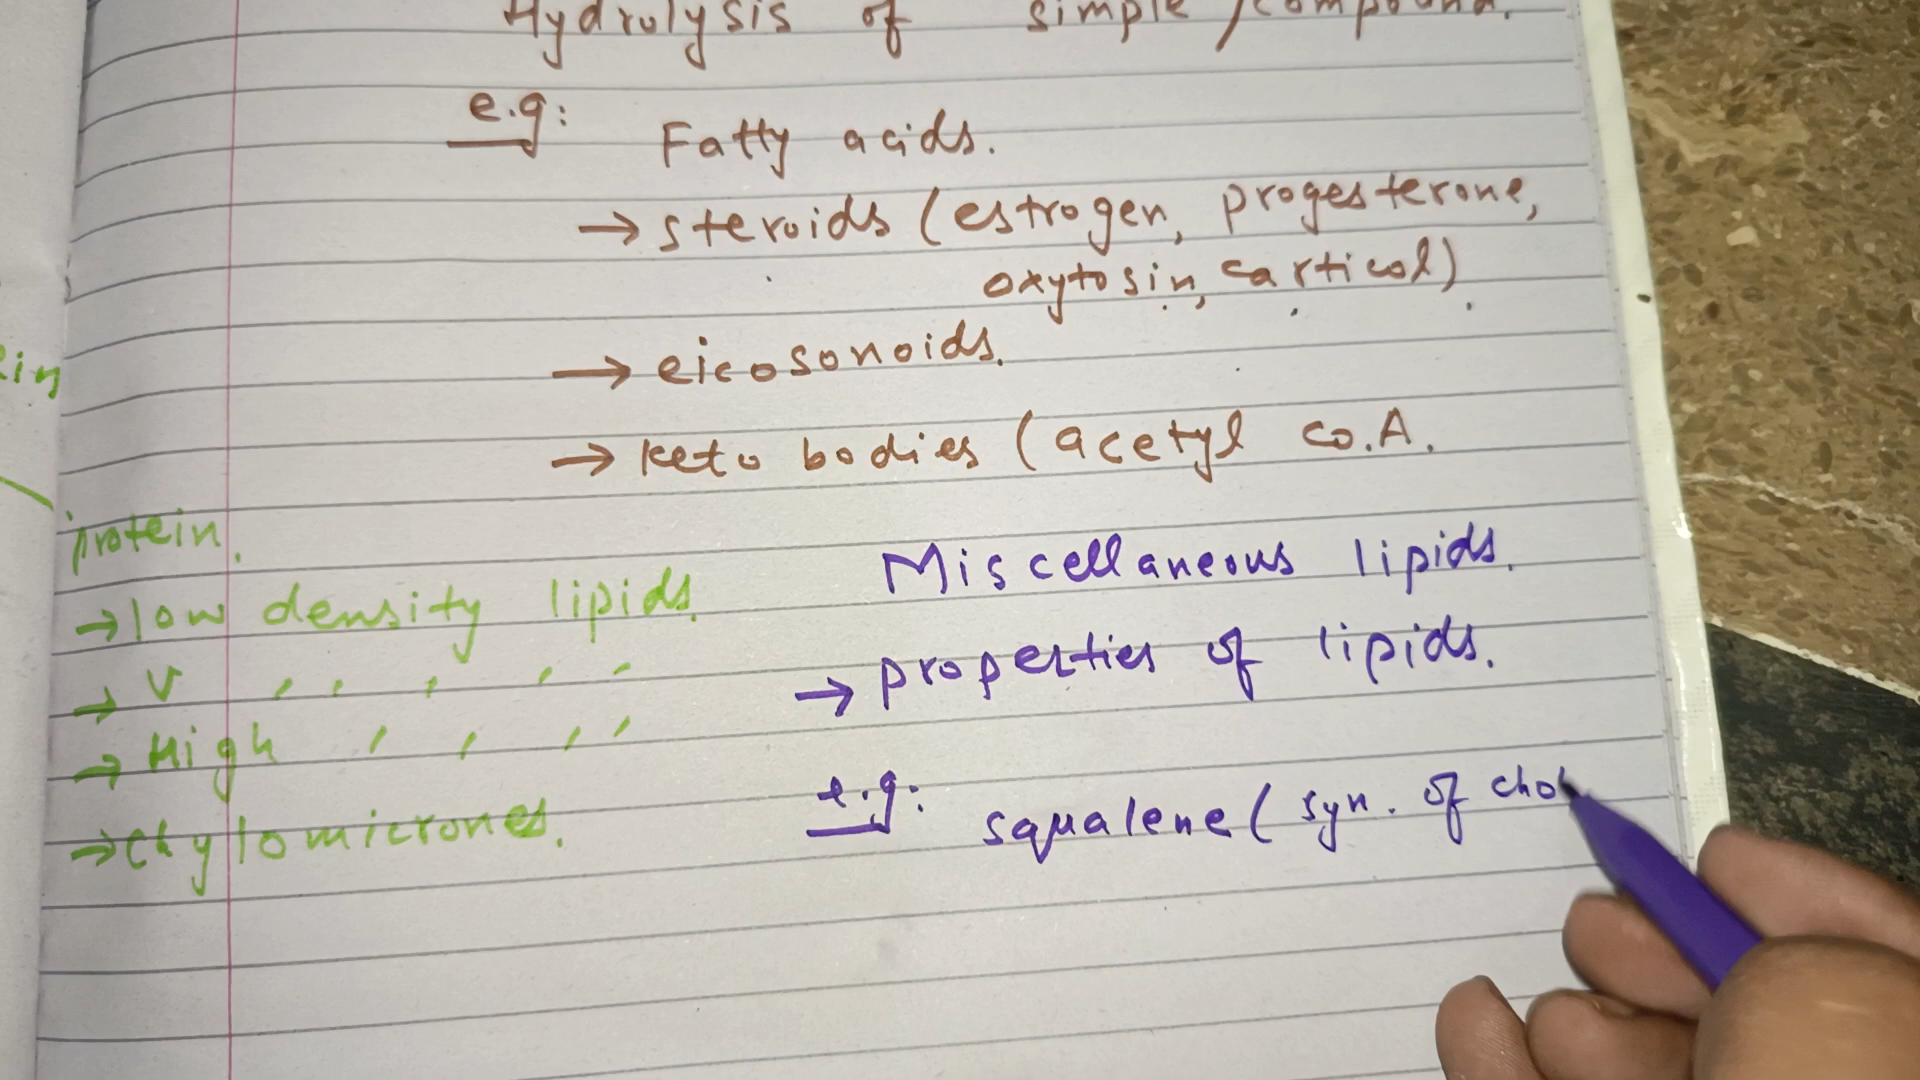 Hydrolysis of simple / compound.
e.g: Fatty acids.
→ steroids (estrogen, progesterone,
oxytosin, carticol)
→ eicosonoids.
→ keto bodies (acetyl co.A.
protein.
→ low density lipids.
→ V , , , , ,
→ High , , , ,
→ chylomicrones.
Miscellaneous lipids.
→ properties of lipids.
e.g: squalene ( syn. of chol